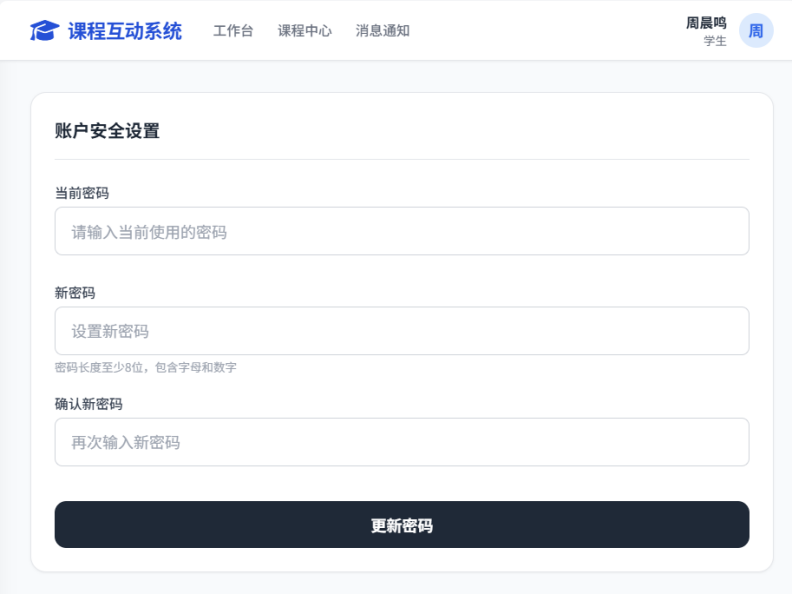 课程互动系统
工作台 课程中心 消息通知
周晨鸣
学生
周
账户安全设置
当前密码
请输入当前使用的密码
新密码
设置新密码
密码长度至少8位，包含字母和数字
确认新密码
再次输入新密码
更新密码